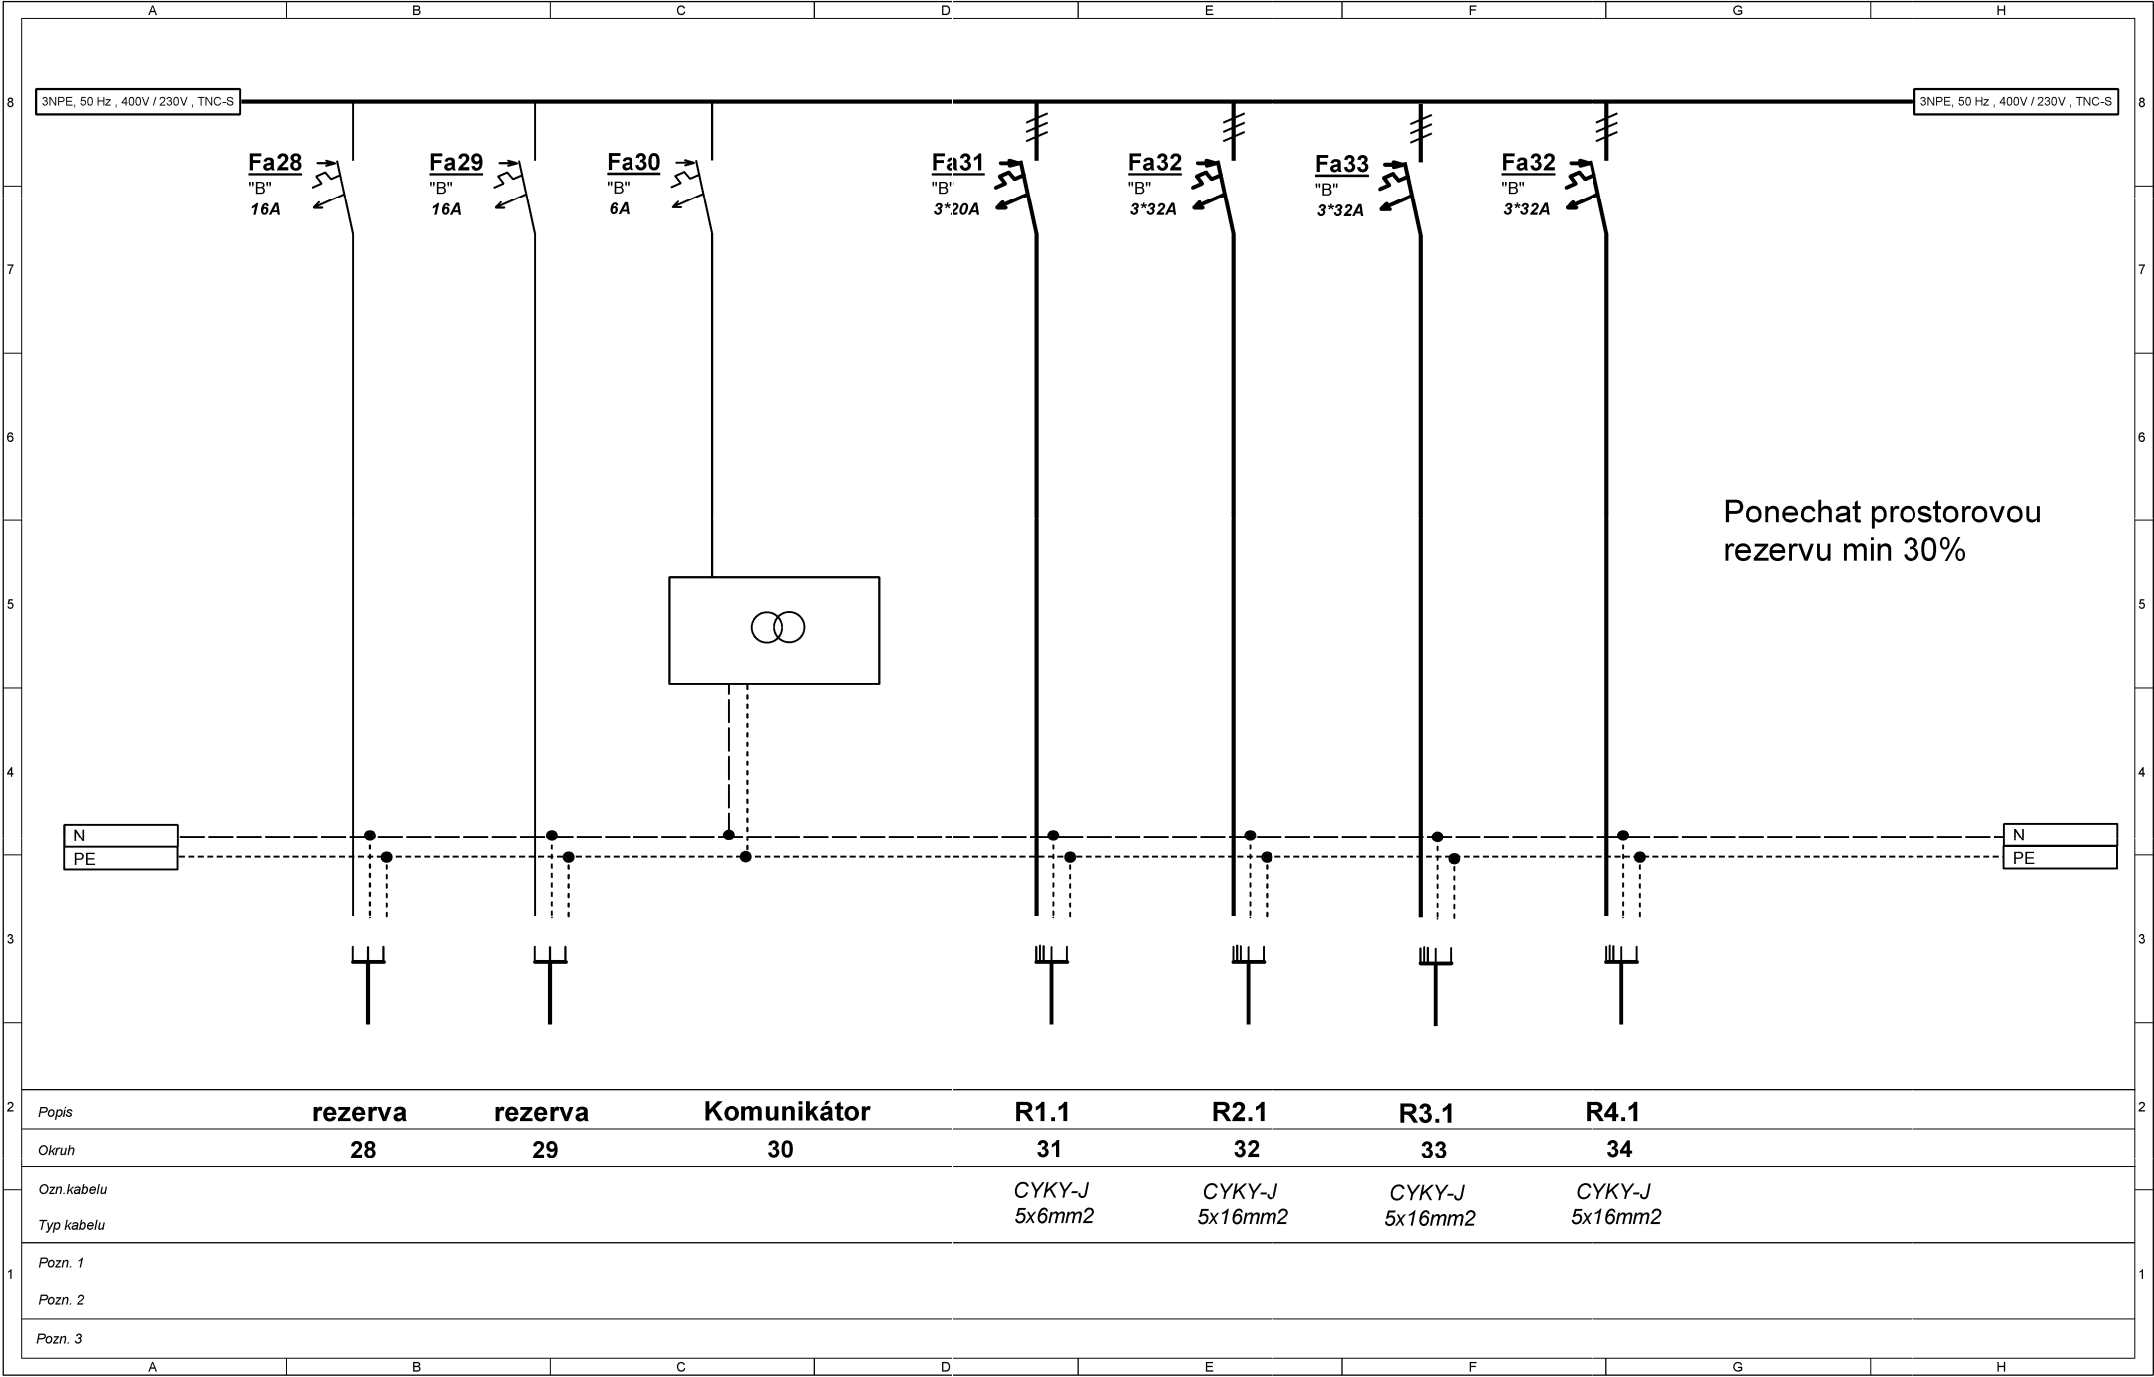 A B C D E F G H
8 3NPE, 50 Hz , 400V / 230V , TNC-S 3NPE, 50 Hz , 400V / 230V , TNC-S 8
Fa28 Fa29 Fa30 Fa31 Fa32 Fa33 Fa32
"B" "B" "B" "B" "B" "B" "B"
16A 16A 6A 3*20A 3*32A 3*32A 3*32A
7 7
6 6
Ponechat prostorovou
rezervu min 30%
5 5
4 4
N N
PE PE
3 3
2 Popis rezerva rezerva Komunikátor R1.1 R2.1 R3.1 R4.1 2
Okruh 28 29 30 31 32 33 34
Ozn.kabelu CYKY-J CYKY-J CYKY-J CYKY-J
Typ kabelu 5x6mm2 5x16mm2 5x16mm2 5x16mm2
Pozn. 1
1 1
Pozn. 2
Pozn. 3
A B C D E F G H